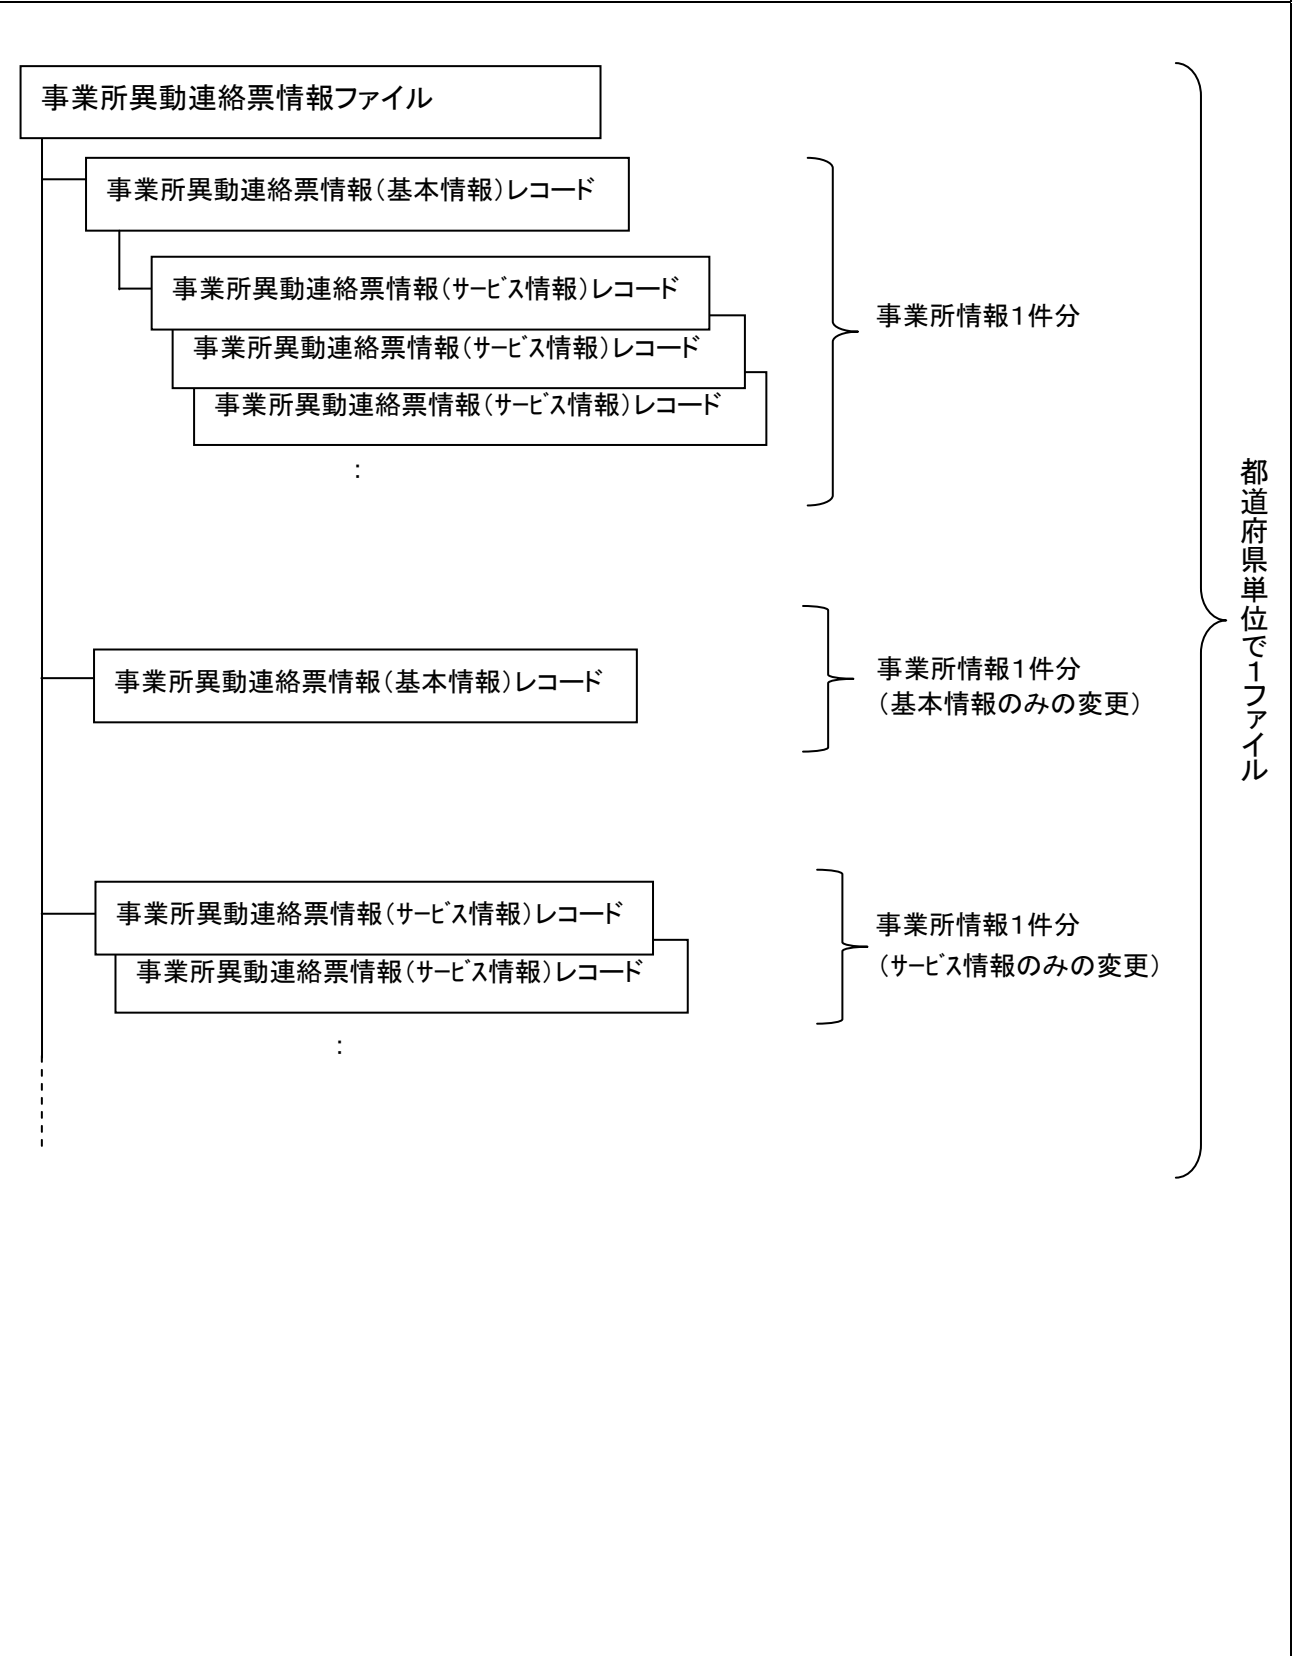 事業所異動連絡票情報ファイル
事業所異動連絡票情報（基本情報）レコード
事業所異動連絡票情報（ｻｰﾋﾞｽ情報）レコード
事業所異動連絡票情報（ｻｰﾋﾞｽ情報）レコード
事業所異動連絡票情報（ｻｰﾋﾞｽ情報）レコード
：
事業所情報１件分
事業所異動連絡票情報（基本情報）レコード
事業所情報１件分
（基本情報のみの変更）
事業所異動連絡票情報（ｻｰﾋﾞｽ情報）レコード
事業所異動連絡票情報（ｻｰﾋﾞｽ情報）レコード
：
事業所情報１件分
（ｻｰﾋﾞｽ情報のみの変更）
都道府県単位で１ファイル